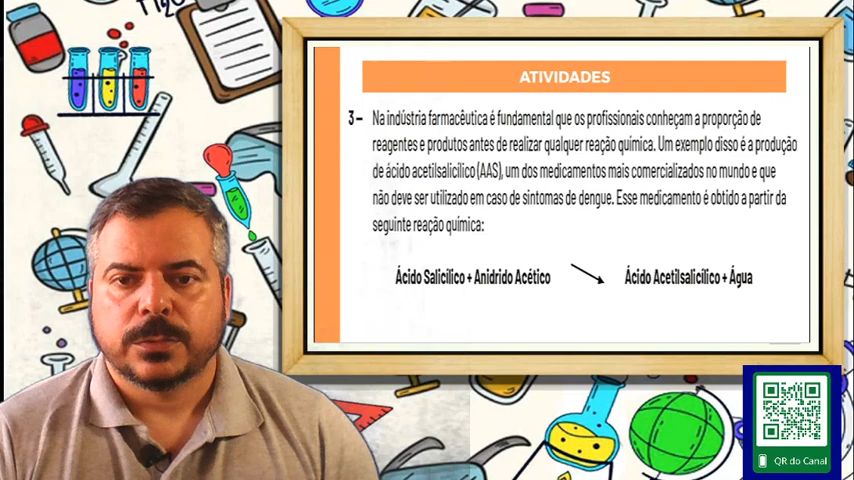 H20
ATIVIDADES
3 – Na indústria farmacêutica é fundamental que os profissionais conheçam a proporção de
reagentes e produtos antes de realizar qualquer reação química. Um exemplo disso é a produção
de ácido acetilsalicílico (AAS), um dos medicamentos mais comercializados no mundo e que
não deve ser utilizado em caso de sintomas de dengue. Esse medicamento é obtido a partir da
seguinte reação química:
Ácido Salicílico + Anidrido Acético → Ácido Acetilsalicílico + Água
QR do Canal